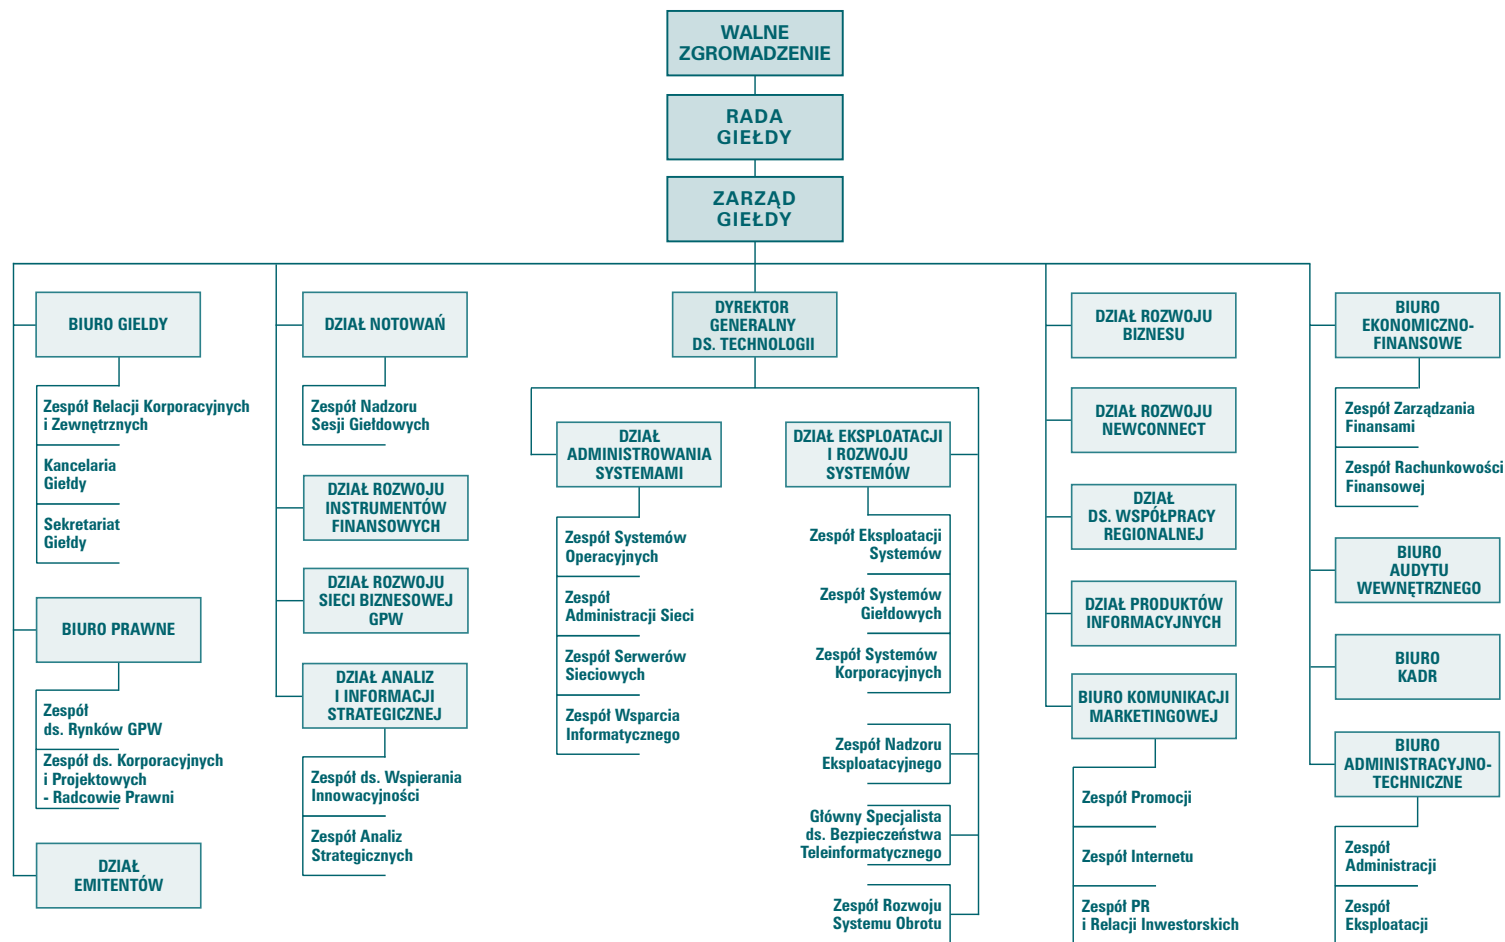 WALNE
ZGROMADZENIE
RADA
GIEŁDY
ZARZĄD
GIEŁDY
BIURO GIELDY
Zespół Relacji Korporacyjnych
i Zewnętrznych
Kancelaria
Giełdy
Sekretariat
Giełdy
BIURO PRAWNE
Zespół
ds. Rynków GPW
Zespół ds. Korporacyjnych
i Projektowych
- Radcowie Prawni
DZIAŁ
EMITENTÓW
DZIAŁ NOTOWAŃ
Zespół Nadzoru
Sesji Giełdowych
DZIAŁ ROZWOJU
INSTRUMENTÓW
FINANSOWYCH
DZIAŁ ROZWOJU
SIECI BIZNESOWEJ
GPW
DZIAŁ ANALIZ
I INFORMACJI
STRATEGICZNEJ
Zespół ds. Wspierania
Innowacyjności
Zespół Analiz
Strategicznych
DYREKTOR
GENERALNY
DS. TECHNOLOGII
DZIAŁ
ADMINISTROWANIA
SYSTEMAMI
Zespół Systemów
Operacyjnych
Zespół
Administracji Sieci
Zespół Serwerów
Sieciowych
Zespół Wsparcia
Informatycznego
DZIAŁ EKSPLOATACJI
I ROZWOJU
SYSTEMÓW
Zespół Eksploatacji
Systemów
Zespół Systemów
Giełdowych
Zespół Systemów
Korporacyjnych
Zespół Nadzoru
Eksploatacyjnego
Główny Specjalista
ds. Bezpieczeństwa
Teleinformatycznego
Zespół Rozwoju
Systemu Obrotu
DZIAŁ ROZWOJU
BIZNESU
DZIAŁ ROZWOJU
NEWCONNECT
DZIAŁ
DS. WSPÓŁPRACY
REGIONALNEJ
DZIAŁ PRODUKTÓW
INFORMACYJNYCH
BIURO KOMUNIKACJI
MARKETINGOWEJ
Zespół Promocji
Zespół Internetu
Zespół PR
i Relacji Inwestorskich
BIURO
EKONOMICZNO-
FINANSOWE
Zespół Zarządzania
Finansami
Zespół Rachunkowości
Finansowej
BIURO
AUDYTU
WEWNĘTRZNEGO
BIURO
KADR
BIURO
ADMINISTRACYJNO-
TECHNICZNE
Zespół
Administracji
Zespół
Eksploatacji